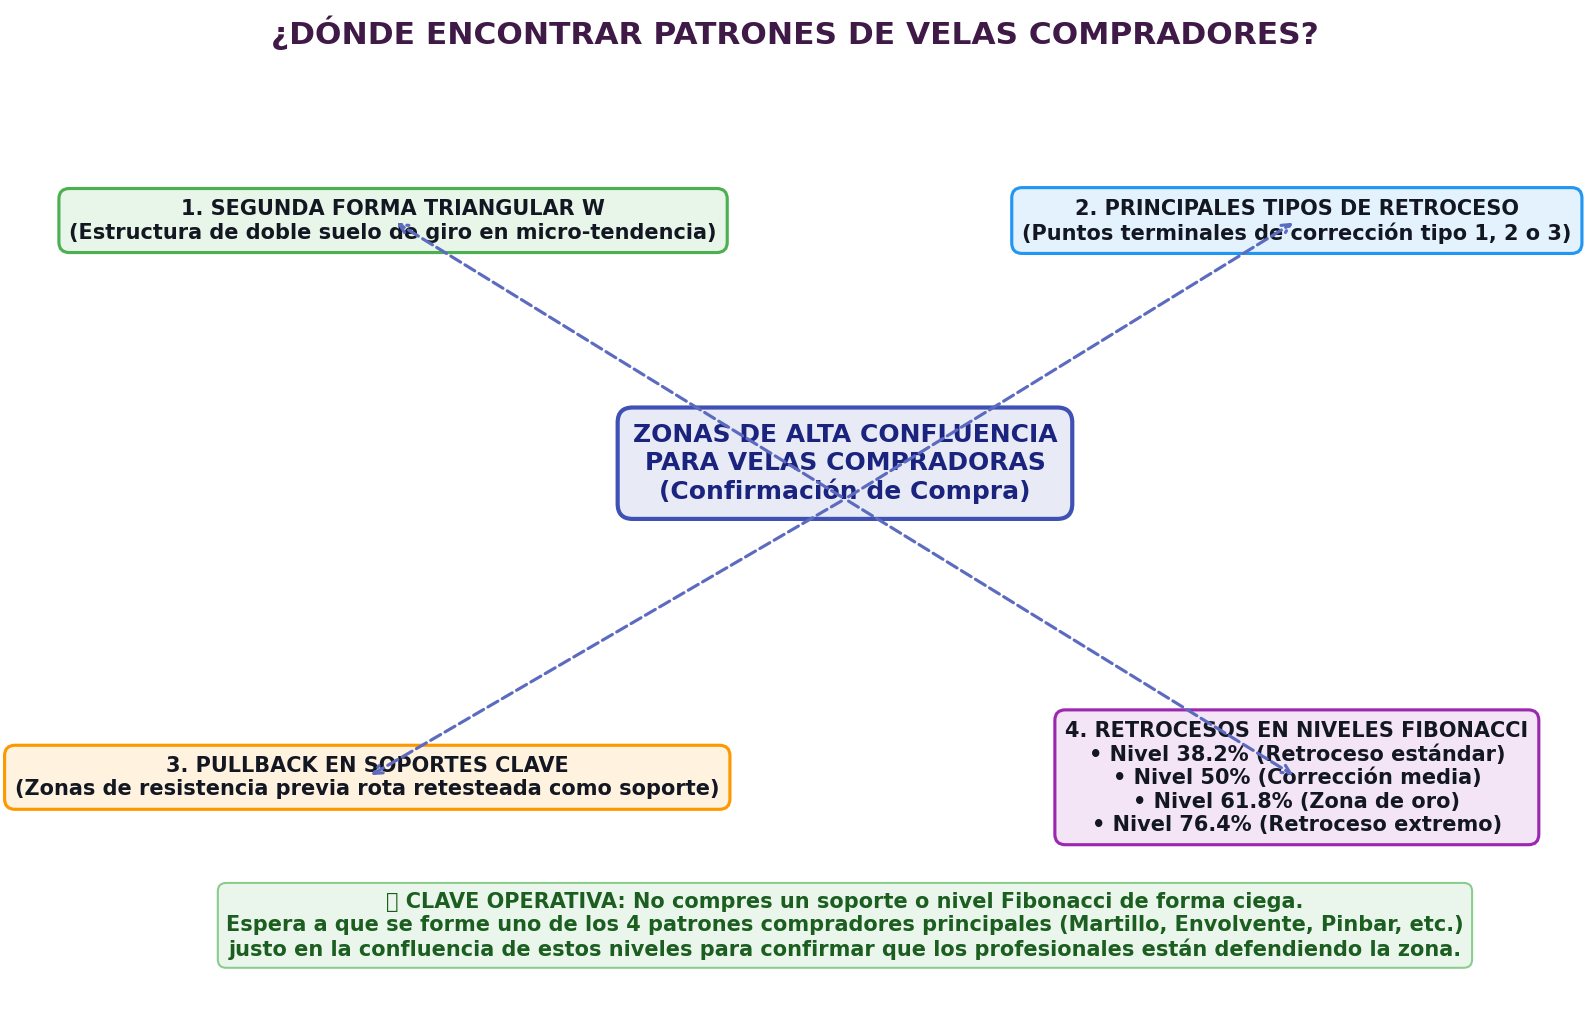 ¿DÓNDE ENCONTRAR PATRONES DE VELAS COMPRADORES?
1. SEGUNDA FORMA TRIANGULAR W
(Estructura de doble suelo de giro en micro-tendencia)
2. PRINCIPALES TIPOS DE RETROCESO
(Puntos terminales de corrección tipo 1, 2 o 3)
ZONAS DE ALTA CONFLUENCIA
PARA VELAS COMPRADORAS
(Confirmación de Compra)
3. PULLBACK EN SOPORTES CLAVE
(Zonas de resistencia previa rota retesteada como soporte)
4. RETROCESOS EN NIVELES FIBONACCI
• Nivel 38.2% (Retroceso estándar)
• Nivel 50% (Corrección media)
• Nivel 61.8% (Zona de oro)
• Nivel 76.4% (Retroceso extremo)
CLAVE OPERATIVA: No compres un soporte o nivel Fibonacci de forma ciega.
Espera a que se forme uno de los 4 patrones compradores principales (Martillo, Envolvente, Pinbar, etc.)
justo en la confluencia de estos niveles para confirmar que los profesionales están defendiendo la zona.